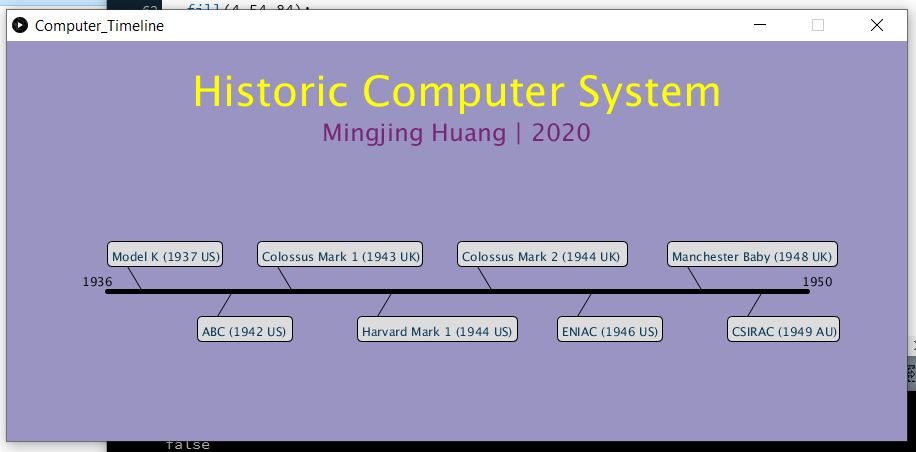 fill(4,54,84);
Computer_Timeline
Historic Computer System
Mingjing Huang | 2020
Model K (1937 US)
Colossus Mark 1 (1943 UK)
Colossus Mark 2 (1944 UK)
Manchester Baby (1948 UK)
1936
1950
ABC (1942 US)
Harvard Mark 1 (1944 US)
ENIAC (1946 US)
CSIRAC (1949 AU)
false